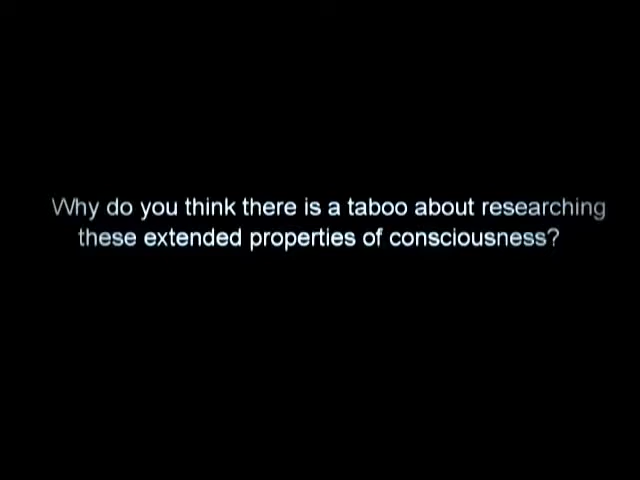 Why do you think there is a taboo about researching
these extended properties of consciousness?